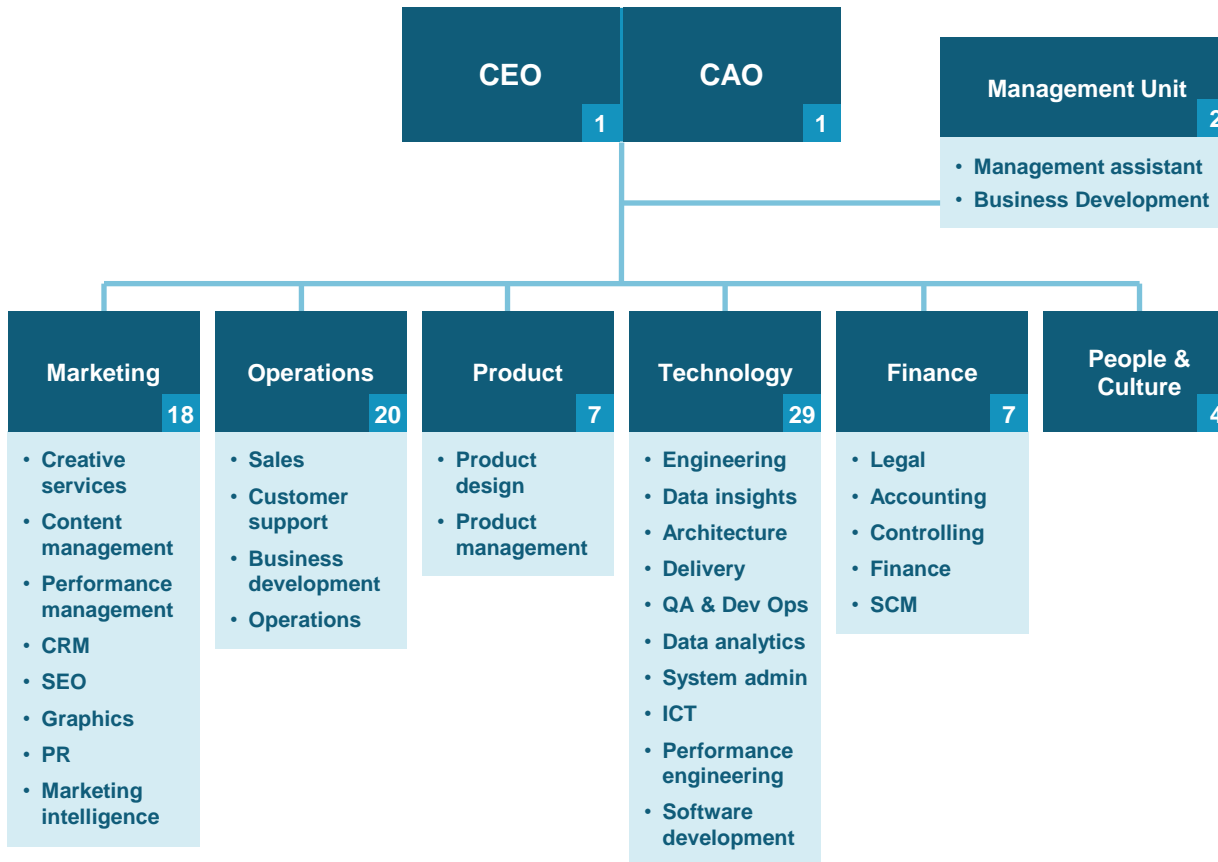 CEO
1
CAO
1
Management Unit
2
• Management assistant
• Business Development
Marketing
18
• Creative
services
• Content
management
• Performance
management
• CRM
• SEO
• Graphics
• PR
• Marketing
intelligence
Operations
20
• Sales
• Customer
support
• Business
development
• Operations
Product
7
• Product
design
• Product
management
Technology
29
• Engineering
• Data insights
• Architecture
• Delivery
• QA & Dev Ops
• Data analytics
• System admin
• ICT
• Performance
engineering
• Software
development
Finance
7
• Legal
• Accounting
• Controlling
• Finance
• SCM
People &
Culture
4